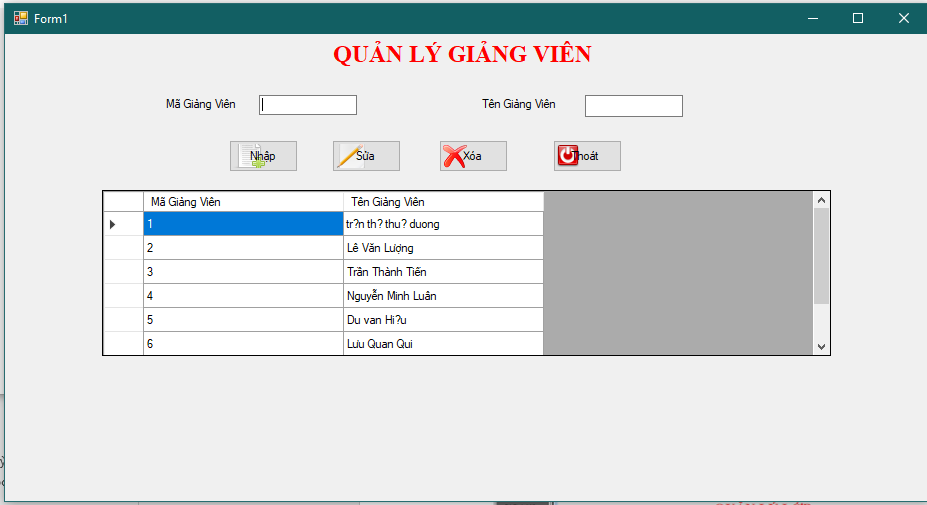 Form1
QUẢN LÝ GIẢNG VIÊN
Mã Giảng Viên Tên Giảng Viên
Nhập Sửa Xóa Thoát
Mã Giảng Viên Tên Giảng Viên
1 tr?n th? thu? duong
2 Lê Văn Lượng
3 Trần Thành Tiến
4 Nguyễn Minh Luân
5 Du van Hi?u
6 Lưu Quan Qui